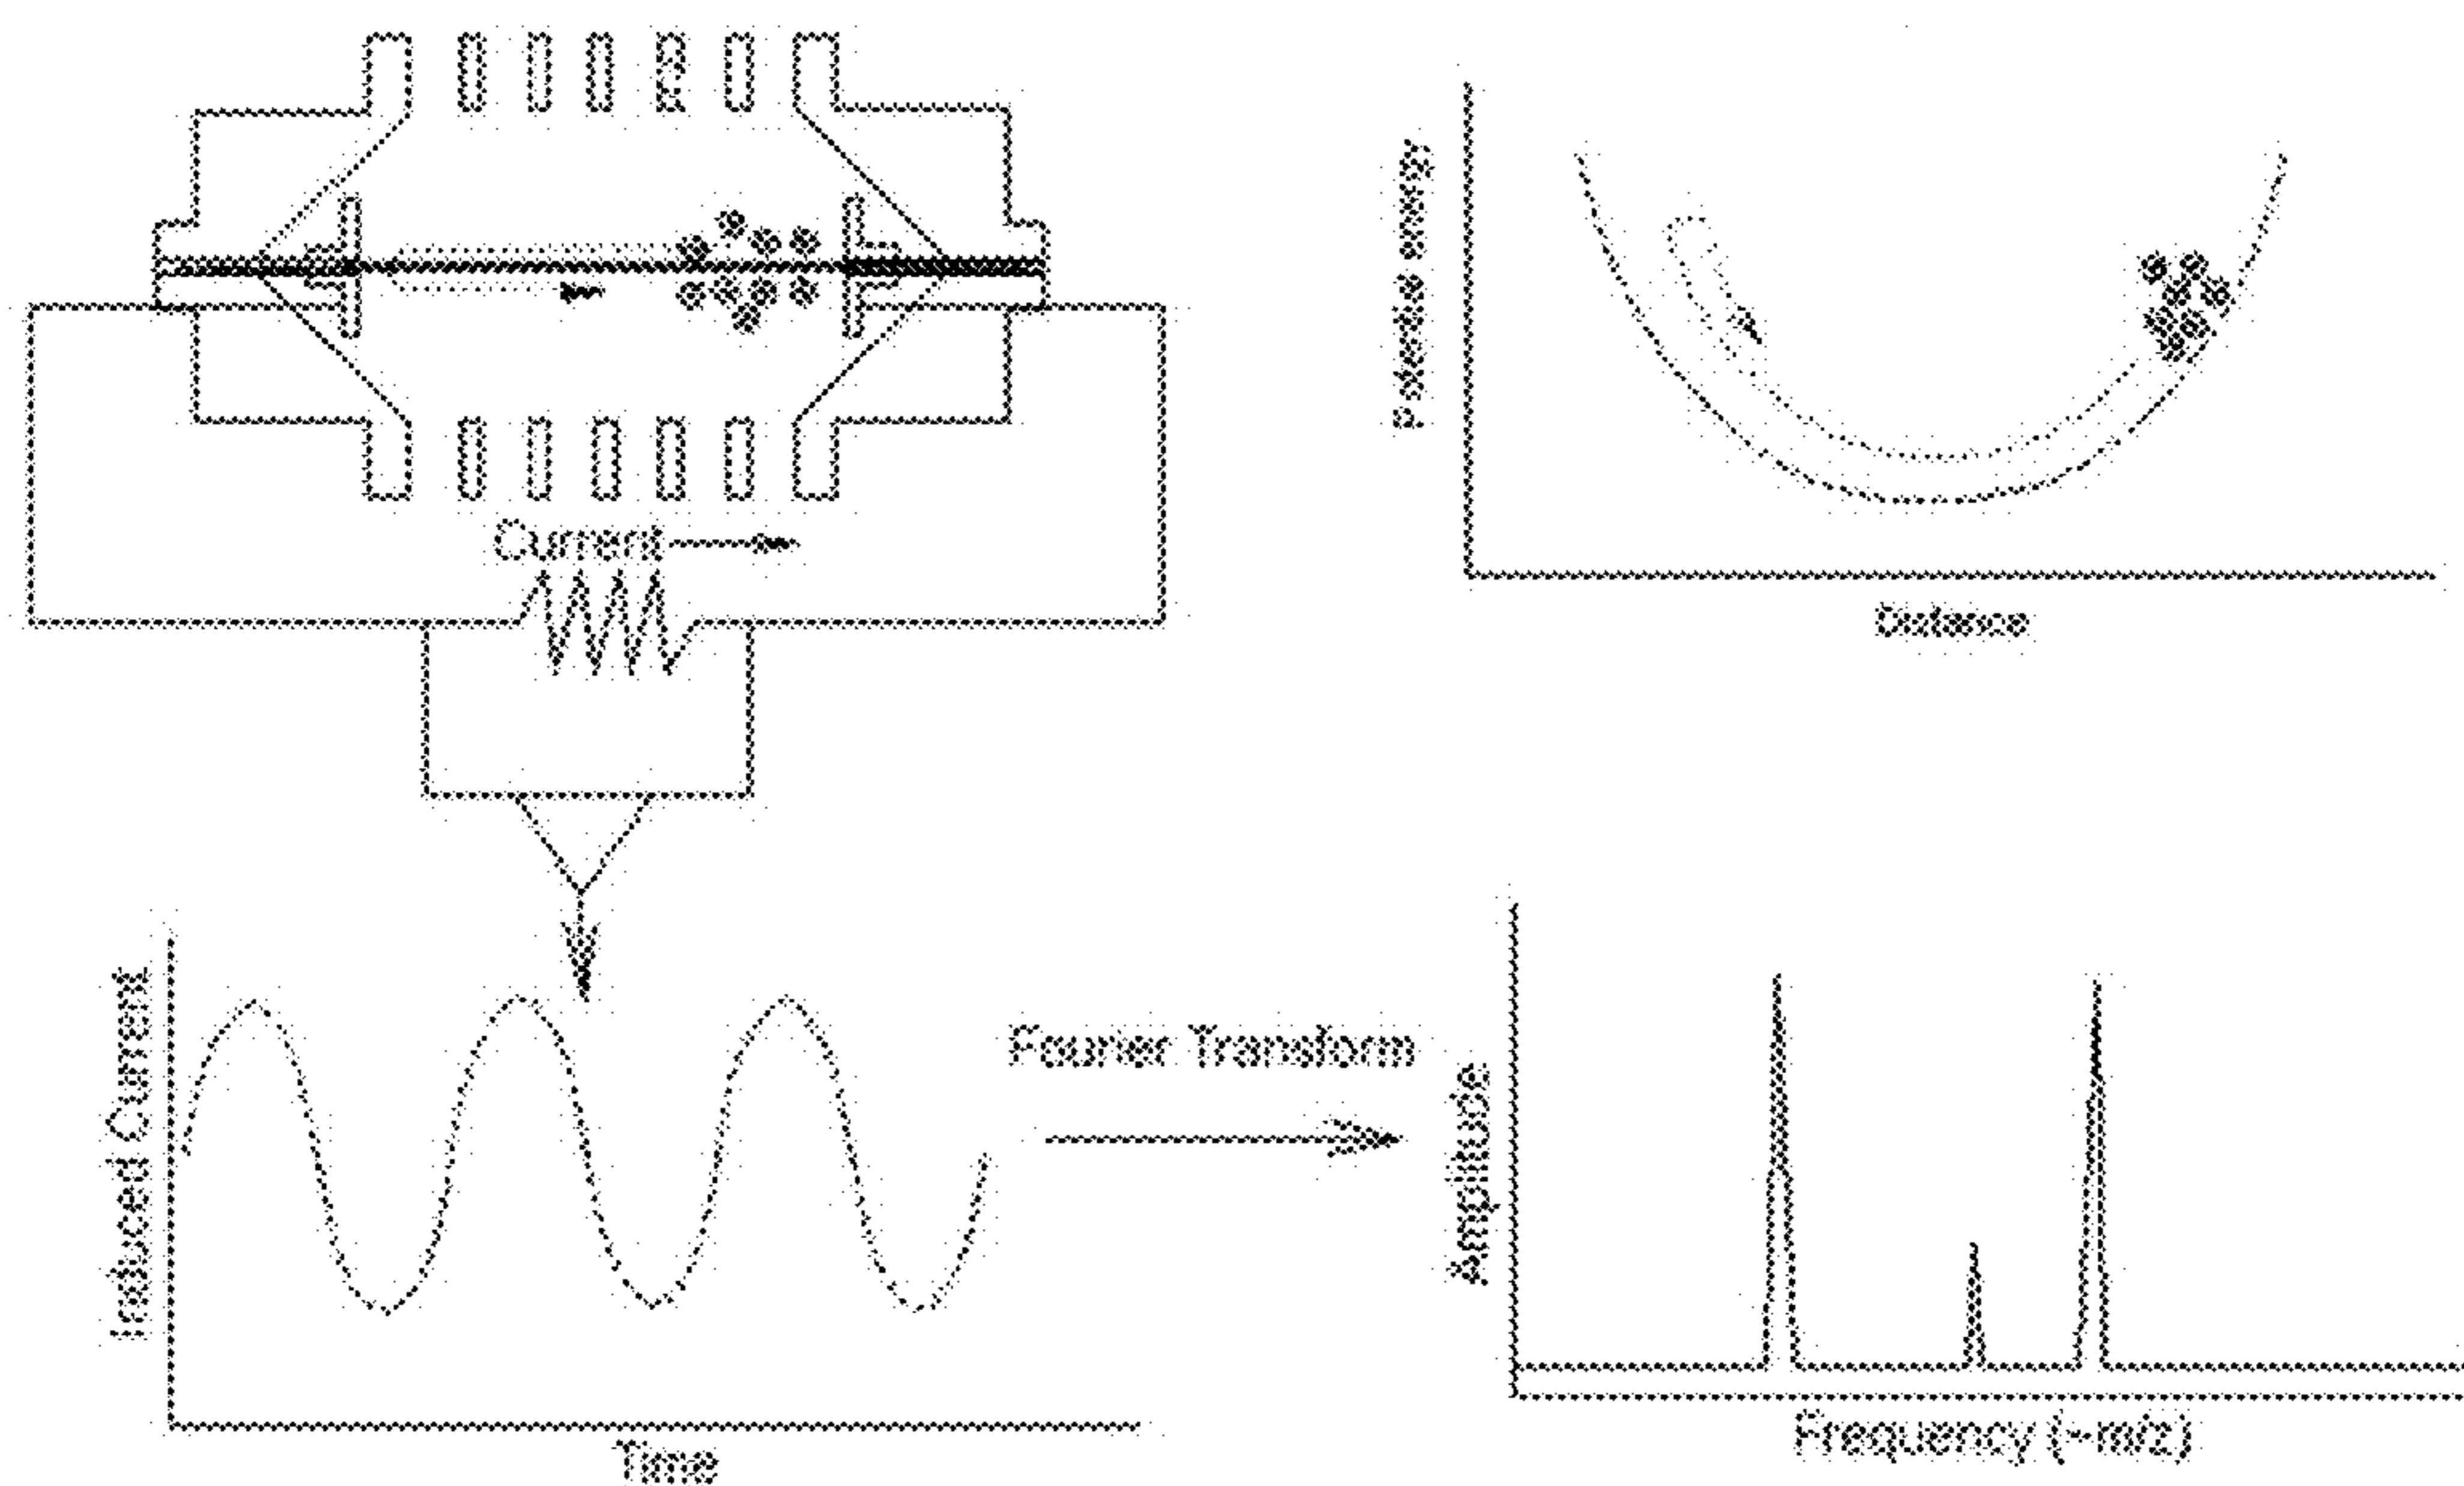 Potential energy
Current
Distance
Induced Current
Fourier Transform
Amplitude
Frequency (~m/z)
Time